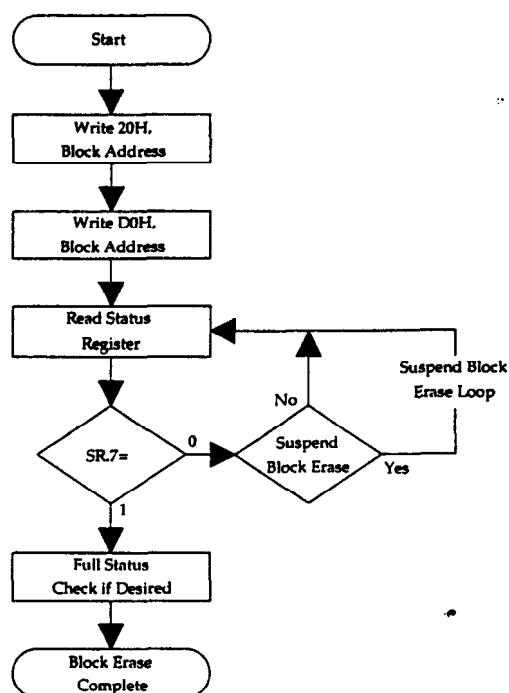 Start
Write 20H,
Block Address
Write D0H,
Block Address
Read Status
Register
Suspend Block
Erase Loop
No
0
SR.7=
Suspend
Block Erase
Yes
1
Full Status
Check if Desired
Block Erase
Complete